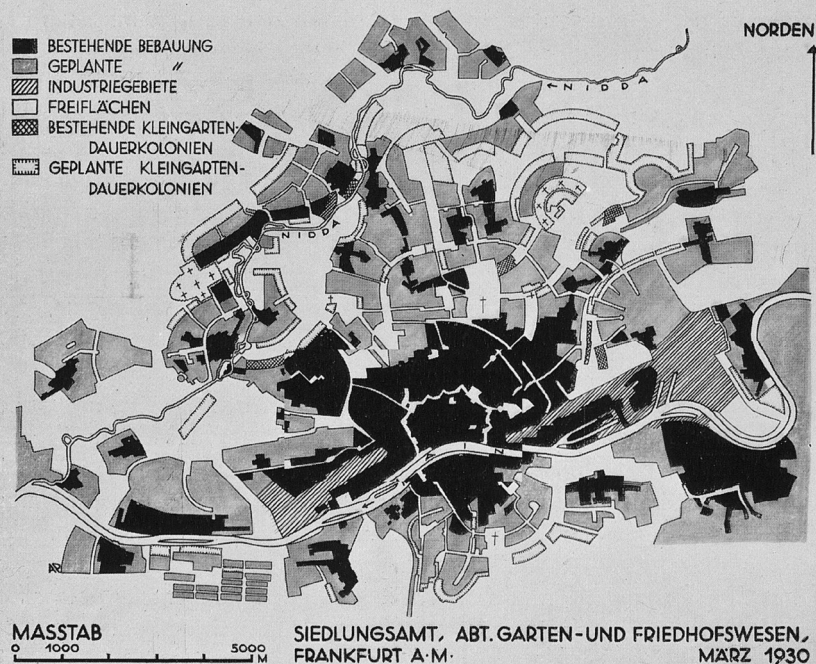 NORDEN
BESTEHENDE BEBAUUNG
GEPLANTE "
INDUSTRIEGEBIETE
FREIFLÄCHEN
BESTEHENDE KLEINGARTEN-
DAUERKOLONIEN
GEPLANTE KLEINGARTEN-
DAUERKOLONIEN
NIDDA
NIDDA
MASSTAB
0 1000 5000 M
SIEDLUNGSAMT, ABT. GARTEN-UND FRIEDHOFSWESEN,
FRANKFURT A·M· MÄRZ 1930